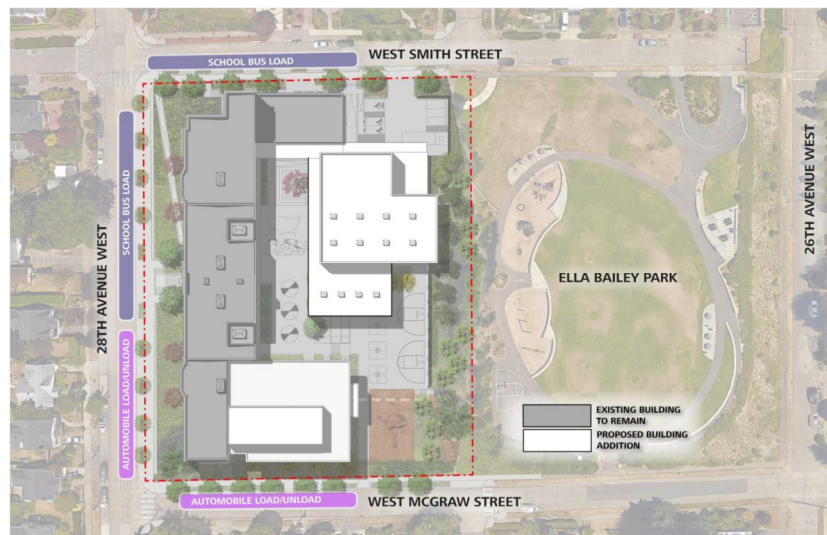 WEST SMITH STREET
SCHOOL BUS LOAD
28TH AVENUE WEST
SCHOOL BUS LOAD
AUTOMOBILE LOAD/UNLOAD
26TH AVENUE WEST
ELLA BAILEY PARK
EXISTING BUILDING
TO REMAIN
PROPOSED BUILDING
ADDITION
AUTOMOBILE LOAD/UNLOAD
WEST MCGRAW STREET